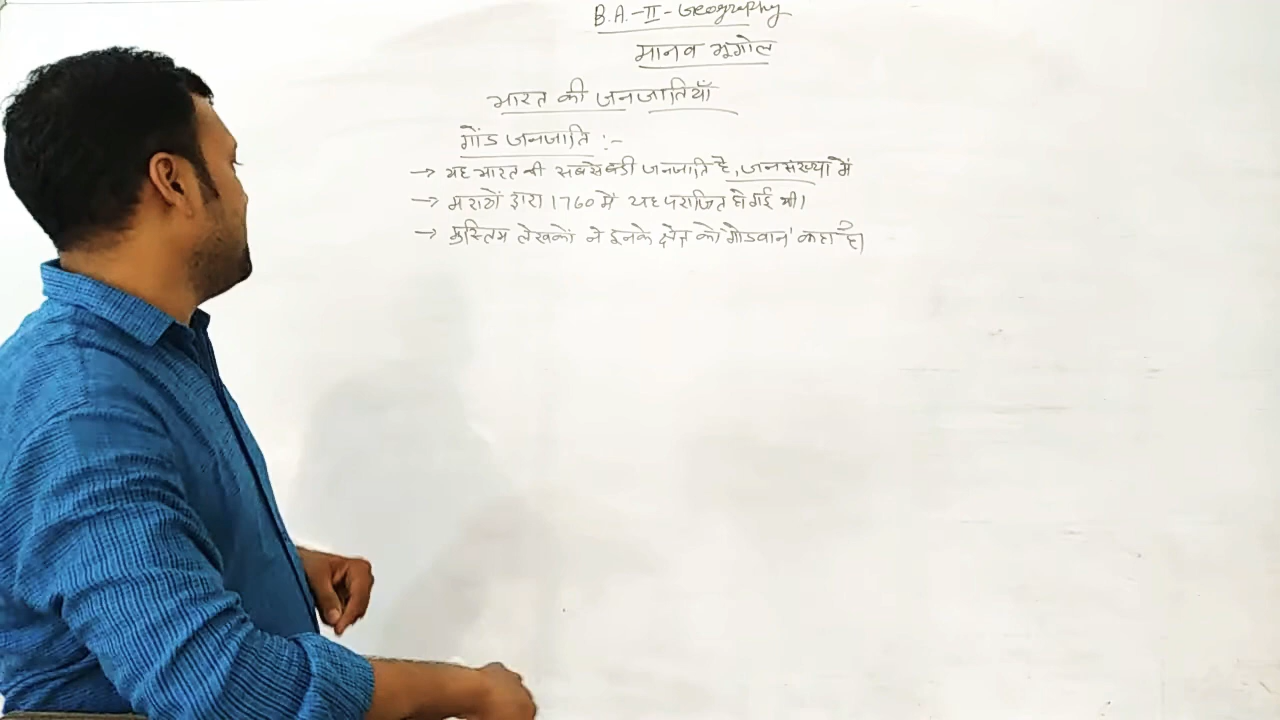 B.A.-II-Geography
मानव भूगोल
भारत की जनजातियाँ
गोंड जनजाति :-
→ यह भारत की सबसे बडी जनजाति है, जनसंख्या में
→ मराठों द्वारा 1760 में यह पराजित हो गई थी।
→ मुस्लिम लेखकों ने इनके क्षेत्र को 'गोंडवाना' कहा है।